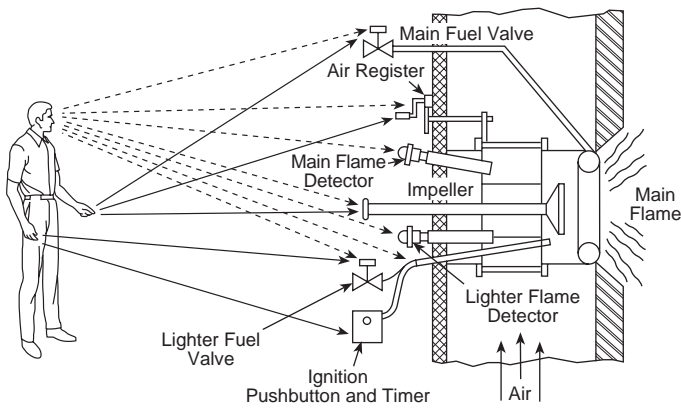 Main Fuel Valve
Air Register
Main Flame
Detector
Impeller
Main
Flame
Lighter Flame
Detector
Lighter Fuel
Valve
Ignition
Pushbutton and Timer
Air